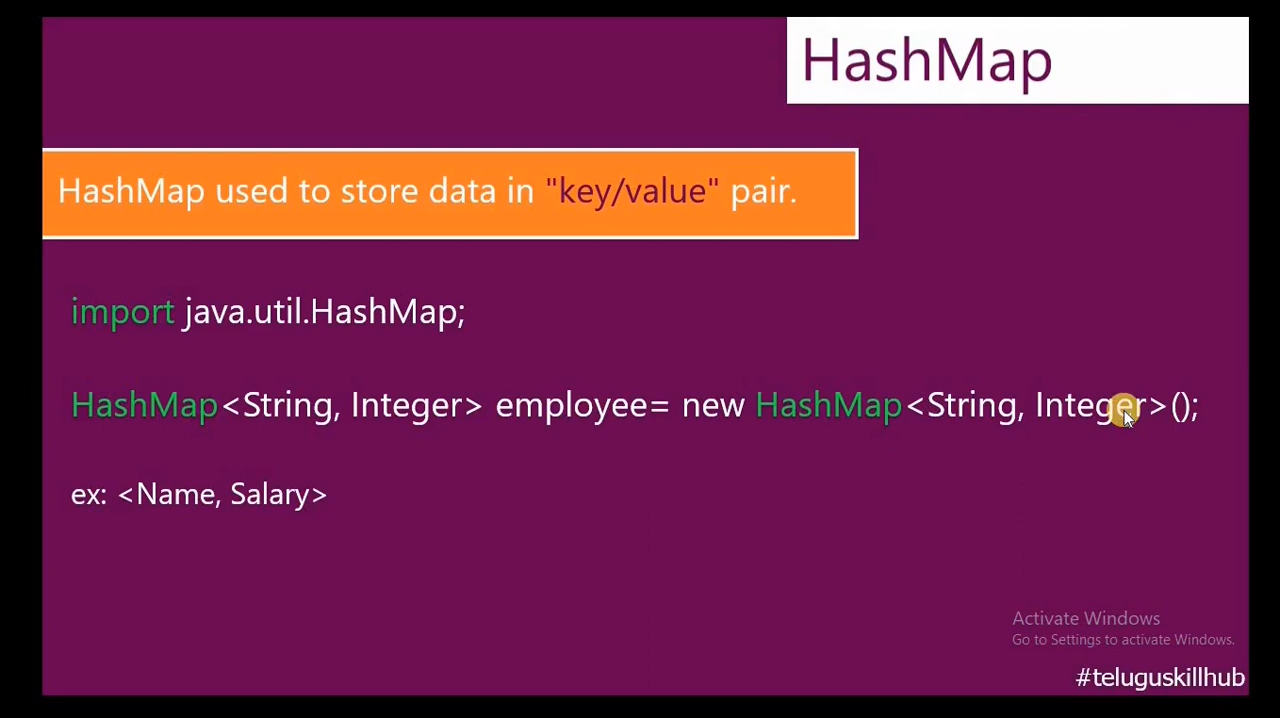 HashMap
HashMap used to store data in "key/value" pair.
import java.util.HashMap;
HashMap<String, Integer> employee= new HashMap<String, Integer>();
ex: <Name, Salary>
Activate Windows
Go to Settings to activate Windows.
#teluguskillhub